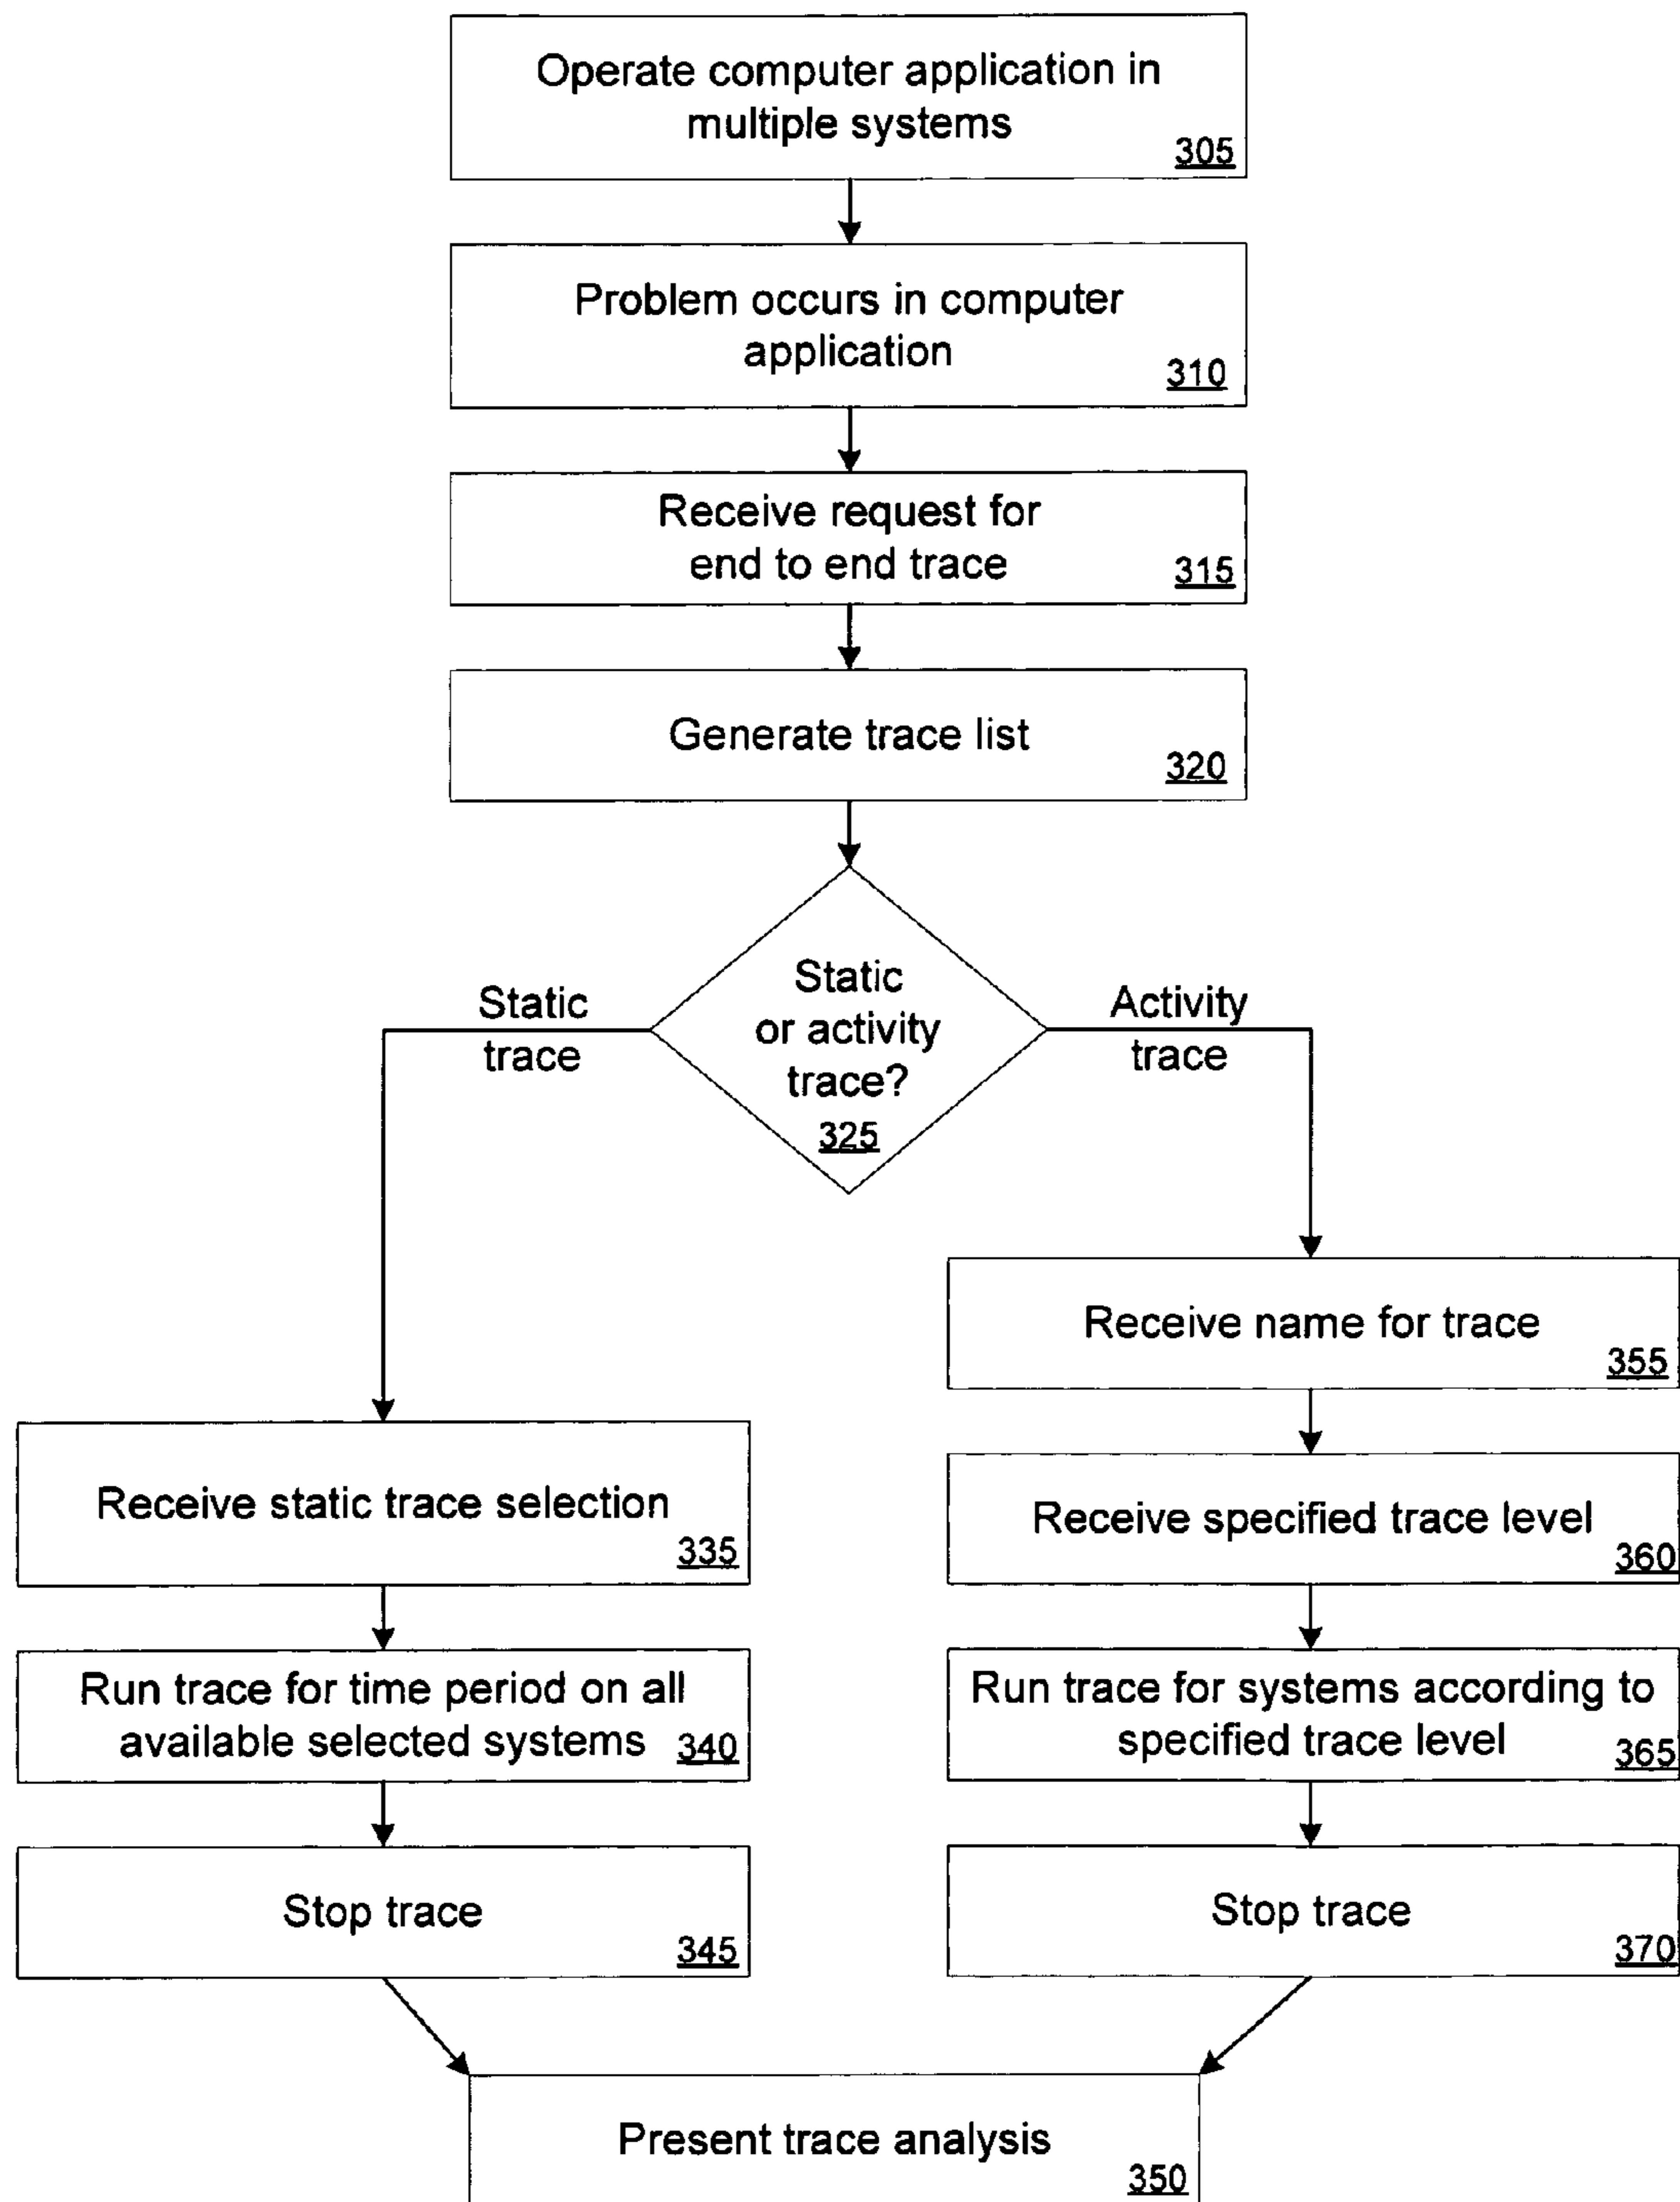 Operate computer application in
multiple systems
305
Problem occurs in computer
application
310
Receive request for
end to end trace
315
Generate trace list
320
Static
or activity
trace?
325
Static
trace
Activity
trace
Receive static trace selection
335
Run trace for time period on all
available selected systems 340
Stop trace
345
Receive name for trace
355
Receive specified trace level
360
Run trace for systems according to
specified trace level 365
Stop trace
370
Present trace analysis
350